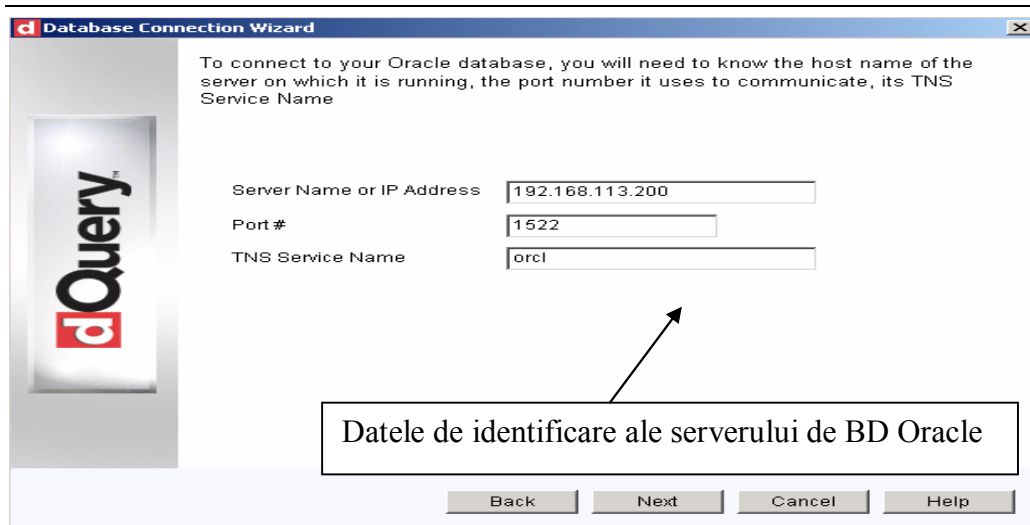 d Database Connection Wizard
To connect to your Oracle database, you will need to know the host name of the
server on which it is running, the port number it uses to communicate, its TNS
Service Name
dQuery™
Server Name or IP Address 192.168.113.200
Port # 1522
TNS Service Name orcl
Datele de identificare ale serverului de BD Oracle
Back Next Cancel Help